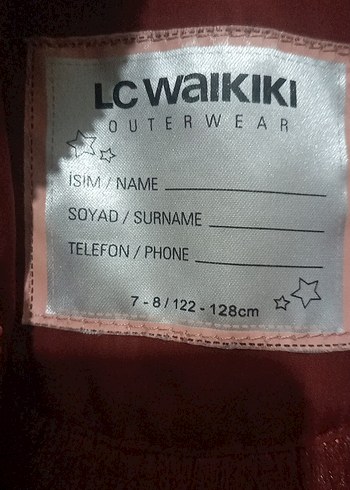 LC WAIKIKI
OUTERWEAR
İSİM / NAME
SOYAD / SURNAME
TELEFON / PHONE
7 - 8 / 122 - 128cm